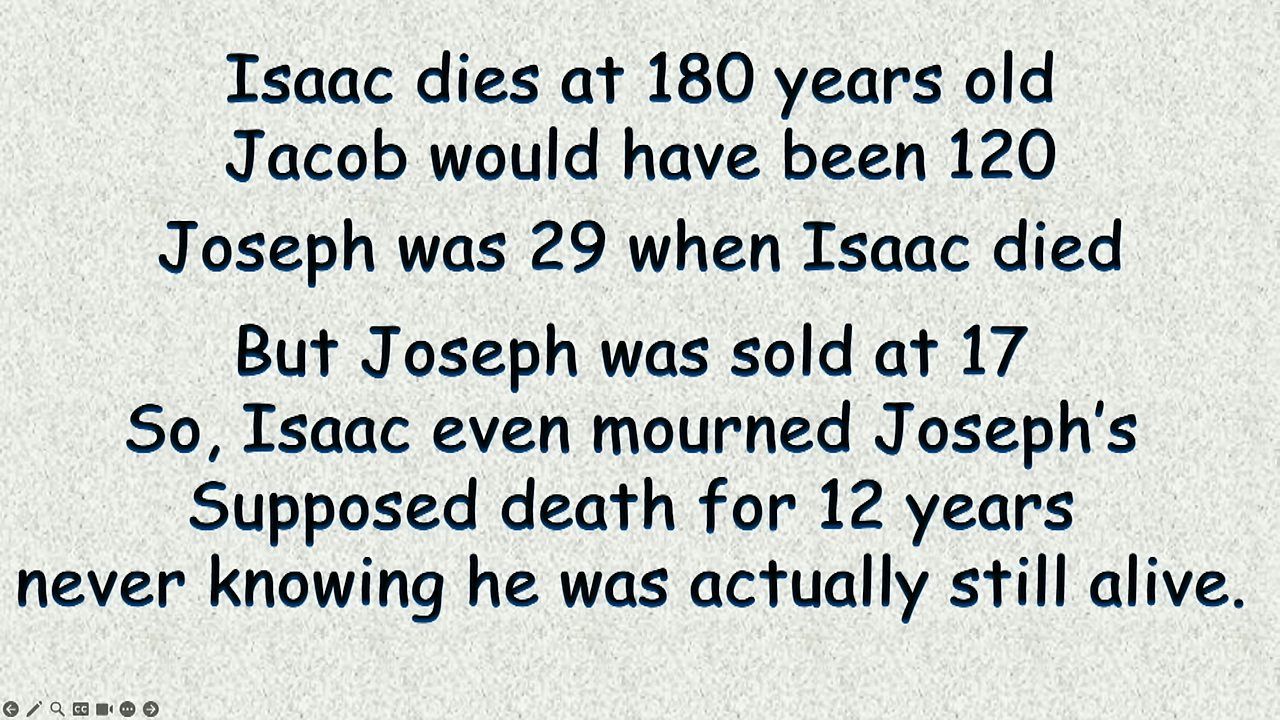 Isaac dies at 180 years old
Jacob would have been 120
Joseph was 29 when Isaac died
But Joseph was sold at 17
So, Isaac even mourned Joseph's
Supposed death for 12 years
never knowing he was actually still alive.
CC